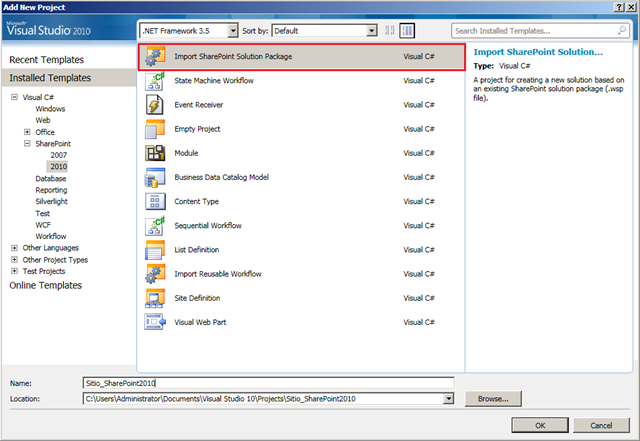 Add New Project
Microsoft
Visual Studio 2010
.NET Framework 3.5
Sort by: Default
Search Installed Templates...
Recent Templates
Installed Templates
Visual C#
Windows
Web
Office
SharePoint
2007
2010
Database
Reporting
Silverlight
Test
WCF
Workflow
Other Languages
Other Project Types
Test Projects
Online Templates
Import SharePoint Solution Package Visual C#
State Machine Workflow Visual C#
Event Receiver Visual C#
Empty Project Visual C#
Module Visual C#
Business Data Catalog Model Visual C#
Content Type Visual C#
Sequential Workflow Visual C#
List Definition Visual C#
Import Reusable Workflow Visual C#
Site Definition Visual C#
Visual Web Part Visual C#
Import SharePoint Solution...
Type: Visual C#
A project for creating a new solution based on
an existing SharePoint solution package (.wsp
file).
Name: Sitio_SharePoint2010
Location: C:\Users\Administrator\Documents\Visual Studio 10\Projects\Sitio_SharePoint2010
Browse...
OK
Cancel